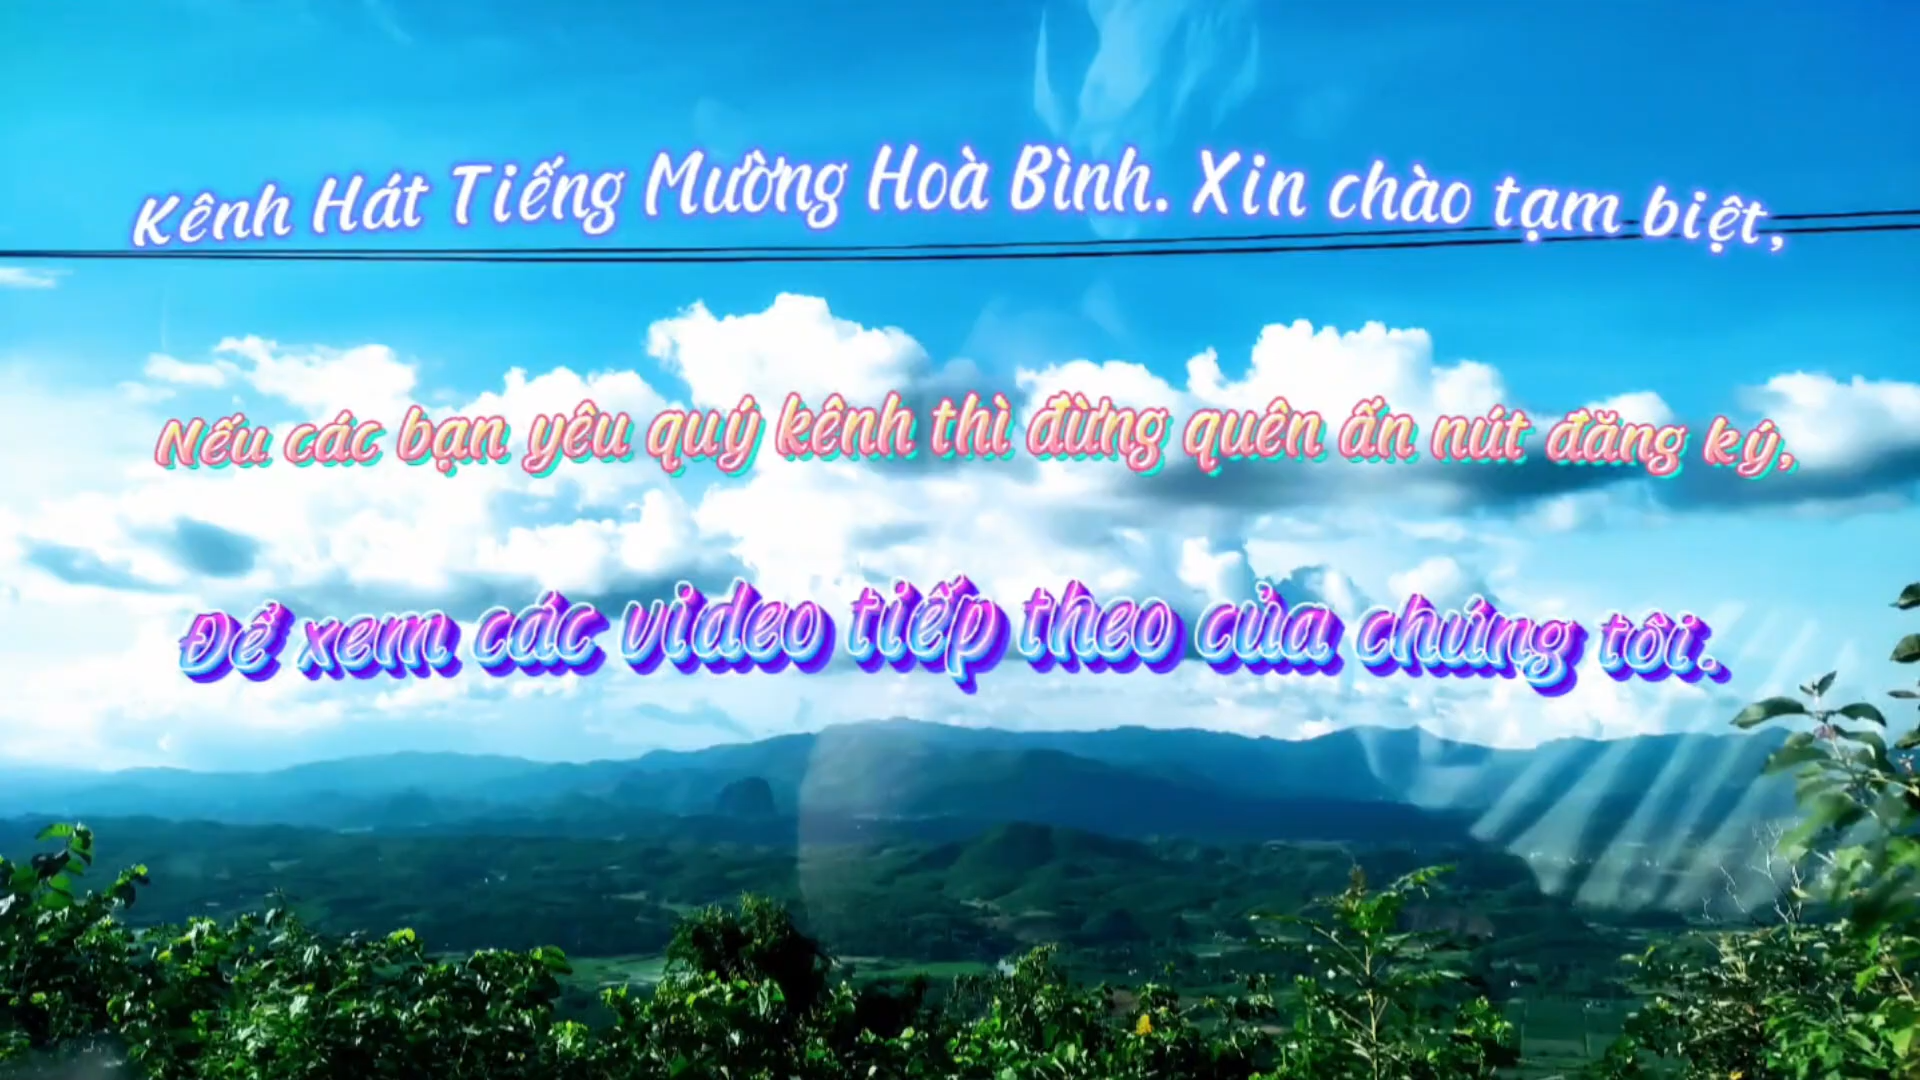 Kênh Hát Tiếng Mường Hoà Bình. Xin chào tạm biệt,
Nếu các bạn yêu quý kênh thì đừng quên ấn nút đăng ký,
Để xem các video tiếp theo của chúng tôi.